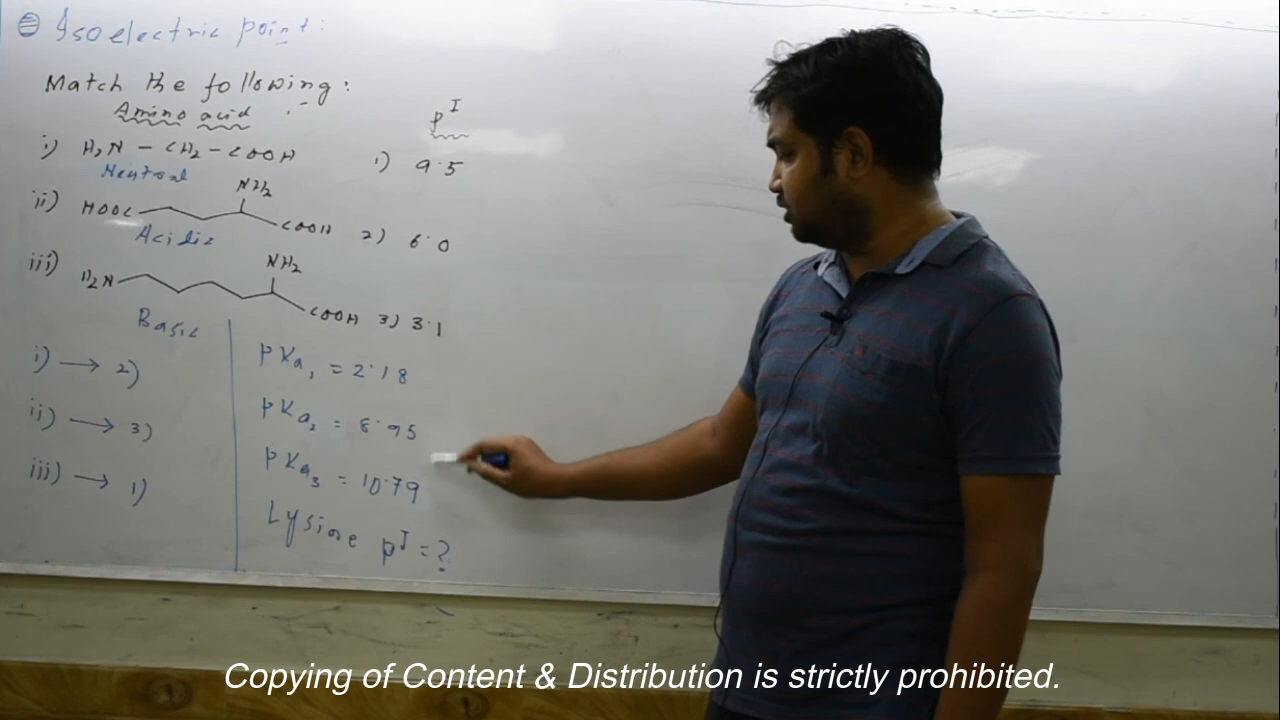 Isoelectric point:
Match the following:
Amino acid
pI
i) H2N - CH2 - COOH
1) 9.5
Neutral
NH2
ii) HOOC
COOH
2) 6.0
Acidic
NH2
iii) H2N
COOH
3) 3.1
Basic
i) → 2)
ii) → 3)
iii) → 1)
pKa1 = 2.18
pKa2 = 8.95
pKa3 = 10.79
Lysine pI = ?
Copying of Content & Distribution is strictly prohibited.